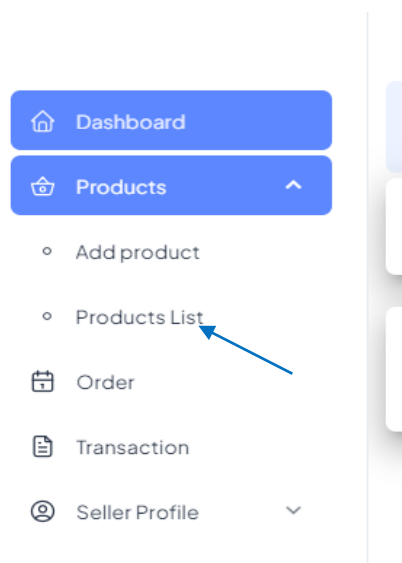 Dashboard
Products
Add product
Products List
Order
Transaction
Seller Profile